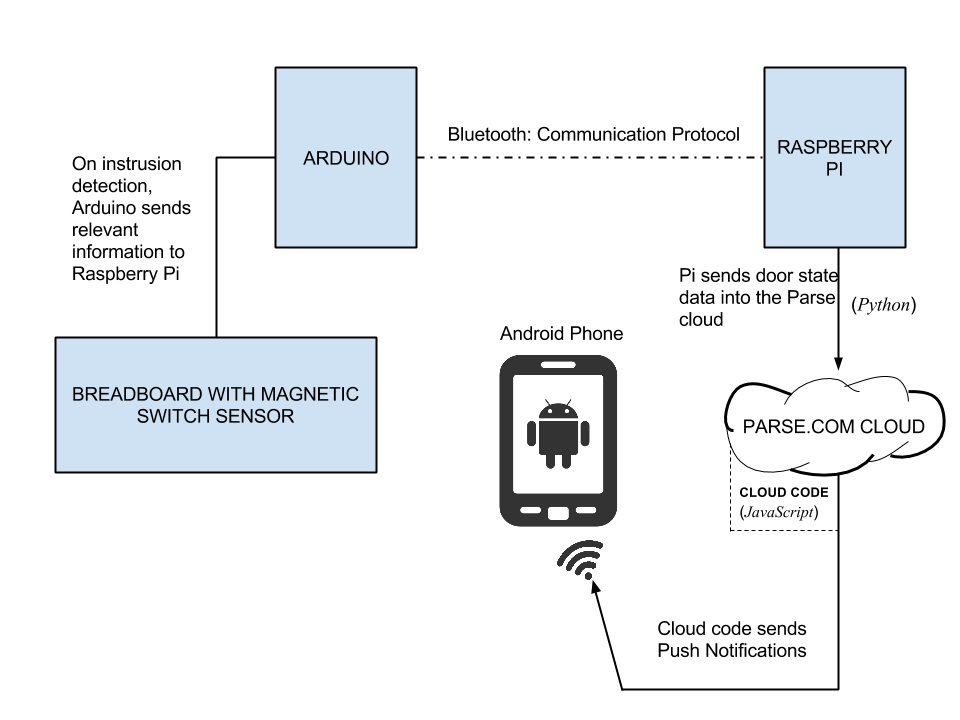 ARDUINO
Bluetooth: Communication Protocol
RASPBERRY
PI
On instrusion
detection,
Arduino sends
relevant
information to
Raspberry Pi
Pi sends door state
data into the Parse
cloud
(Python)
Android Phone
BREADBOARD WITH MAGNETIC
SWITCH SENSOR
PARSE.COM CLOUD
CLOUD CODE
(JavaScript)
Cloud code sends
Push Notifications